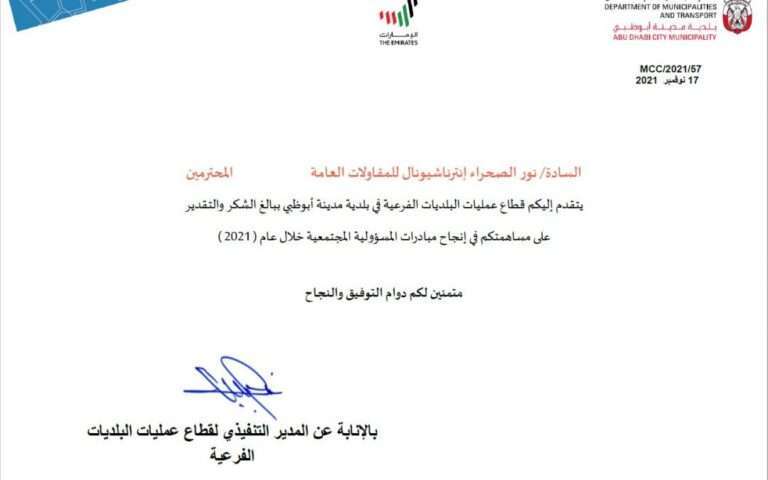 DEPARTMENT OF MUNICIPALITIES
AND TRANSPORT
بلدية مدينة أبوظبي
ABU DHABI CITY MUNICIPALITY
الإمارات
THE EMIRATES
MCC/2021/57
17 نوفمبر 2021
السادة/ نور الصحراء إنترناشيونال للمقاولات العامة المحترمين
يتقدم إليكم قطاع عمليات البلديات الفرعية في بلدية مدينة أبوظبي ببالغ الشكر والتقدير
على مساهمتكم في إنجاح مبادرات المسؤولية المجتمعية خلال عام (2021)
متمنين لكم دوام التوفيق والنجاح
بالإنابة عن المدير التنفيذي لقطاع عمليات البلديات
الفرعية